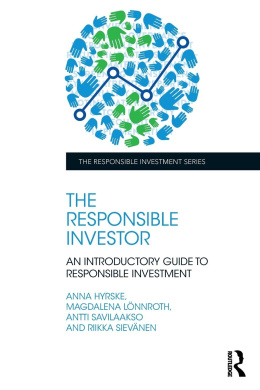 THE RESPONSIBLE INVESTMENT SERIES
THE
RESPONSIBLE
INVESTOR
AN INTRODUCTORY GUIDE TO
RESPONSIBLE INVESTMENT
ANNA HYRSKE,
MAGDALENA LÖNNROTH,
ANTTI SAVILAAKSO
AND RIIKKA SIEVÄNEN
ROUTLEDGE